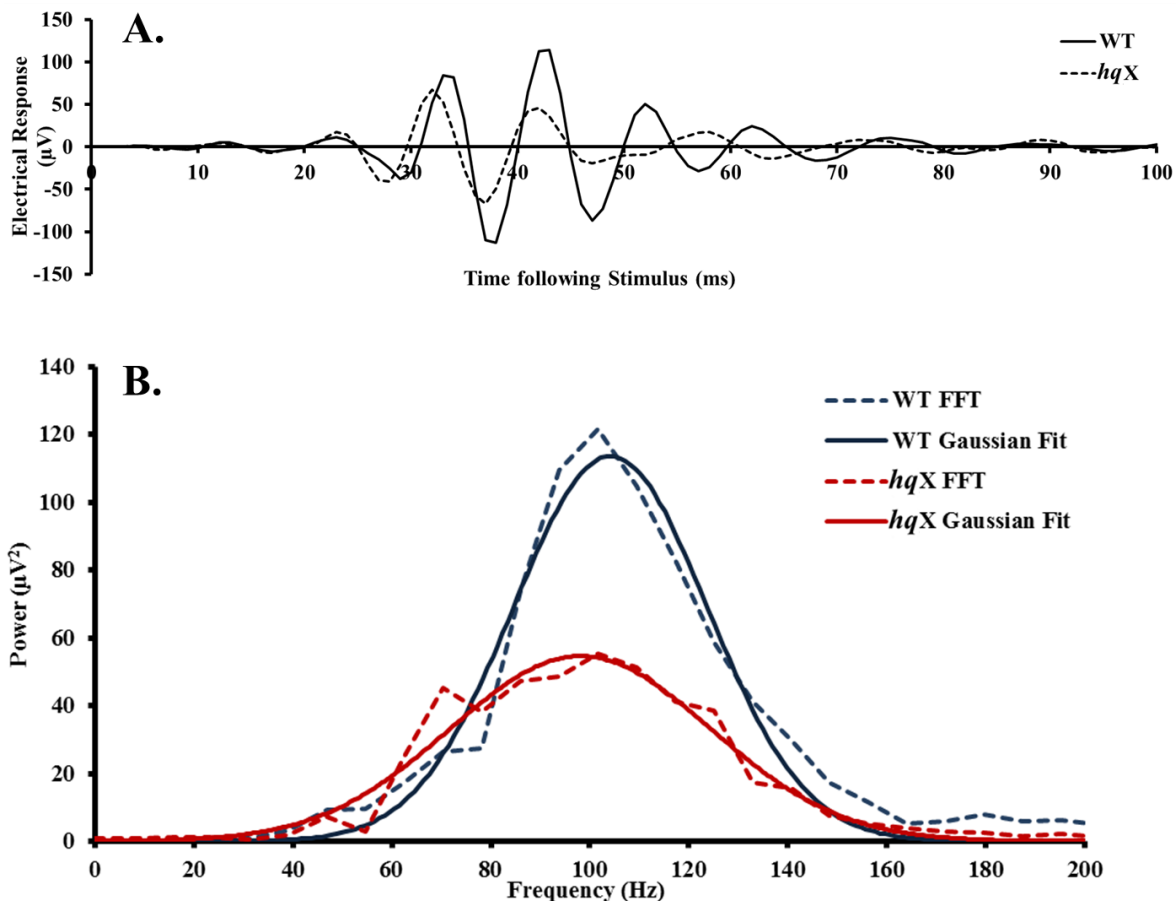 A.
Electrical Response
(µV)
150
100
50
0
-50
-100
-150
0 10 20 30 40 50 60 70 80 90 100
Time following Stimulus (ms)
WT
hqX
B.
Power (µV²)
140
120
100
80
60
40
20
0
0 20 40 60 80 100 120 140 160 180 200
Frequency (Hz)
WT FFT
WT Gaussian Fit
hqX FFT
hqX Gaussian Fit